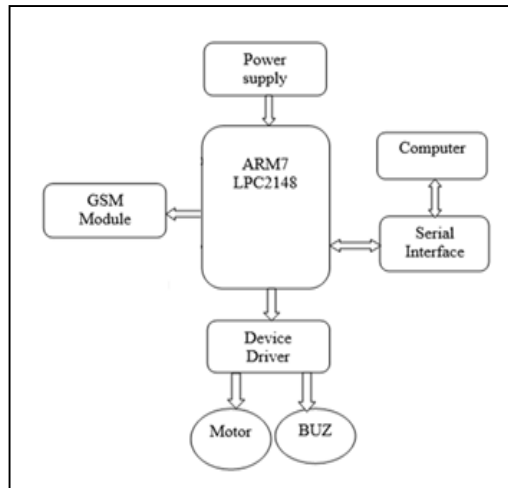 Power
supply
ARM7
LPC2148
Computer
GSM
Module
Serial
Interface
Device
Driver
Motor
BUZ